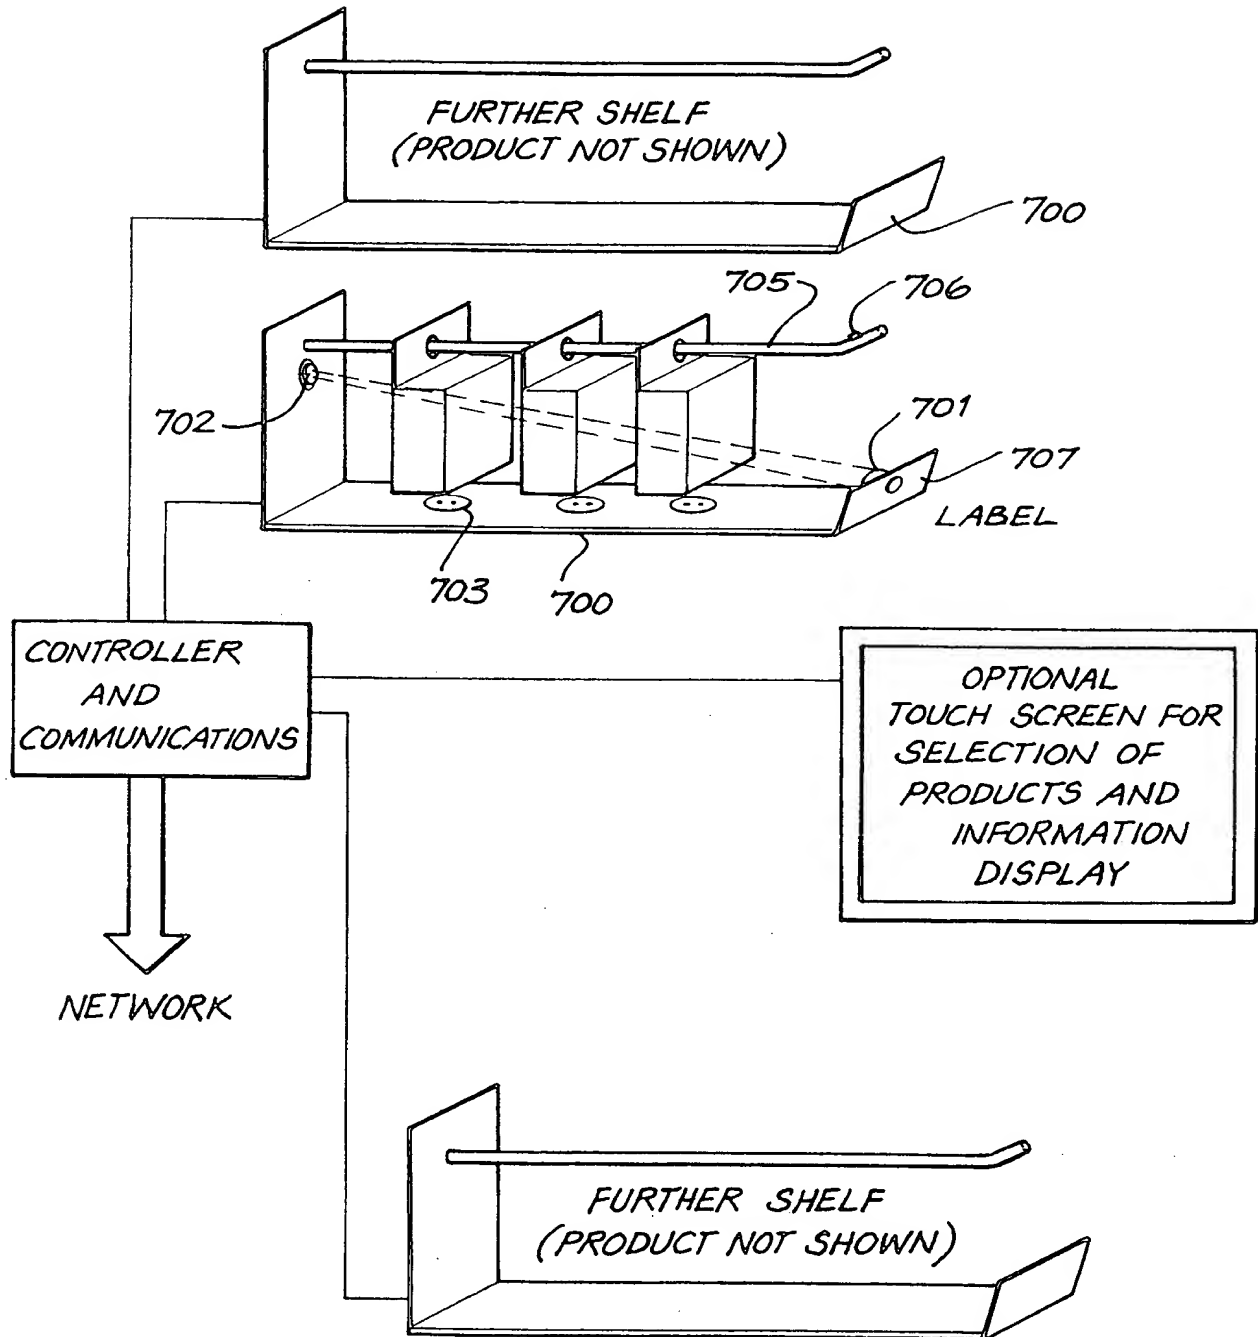 FURTHER SHELF
(PRODUCT NOT SHOWN)
700
705
706
702
701
707
LABEL
703
700
CONTROLLER
AND
COMMUNICATIONS
OPTIONAL
TOUCH SCREEN FOR
SELECTION OF
PRODUCTS AND
INFORMATION
DISPLAY
NETWORK
FURTHER SHELF
(PRODUCT NOT SHOWN)